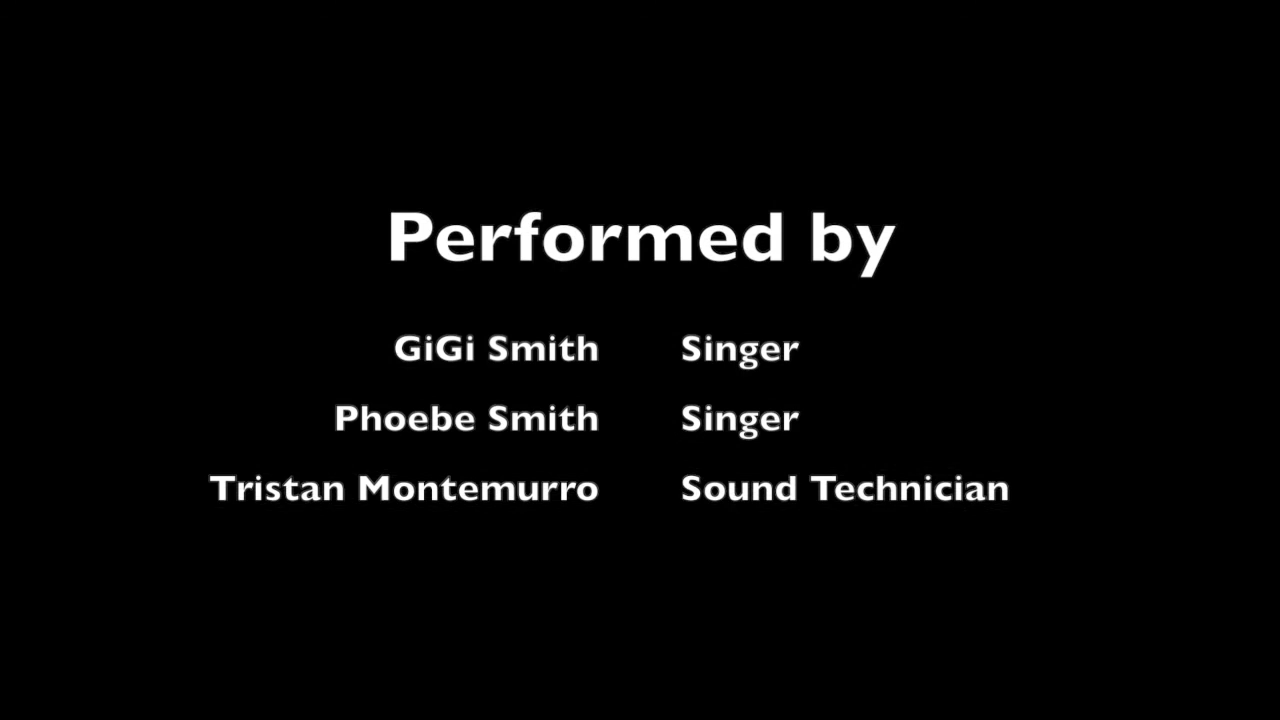 Performed by
GiGi Smith Singer
Phoebe Smith Singer
Tristan Montemurro Sound Technician